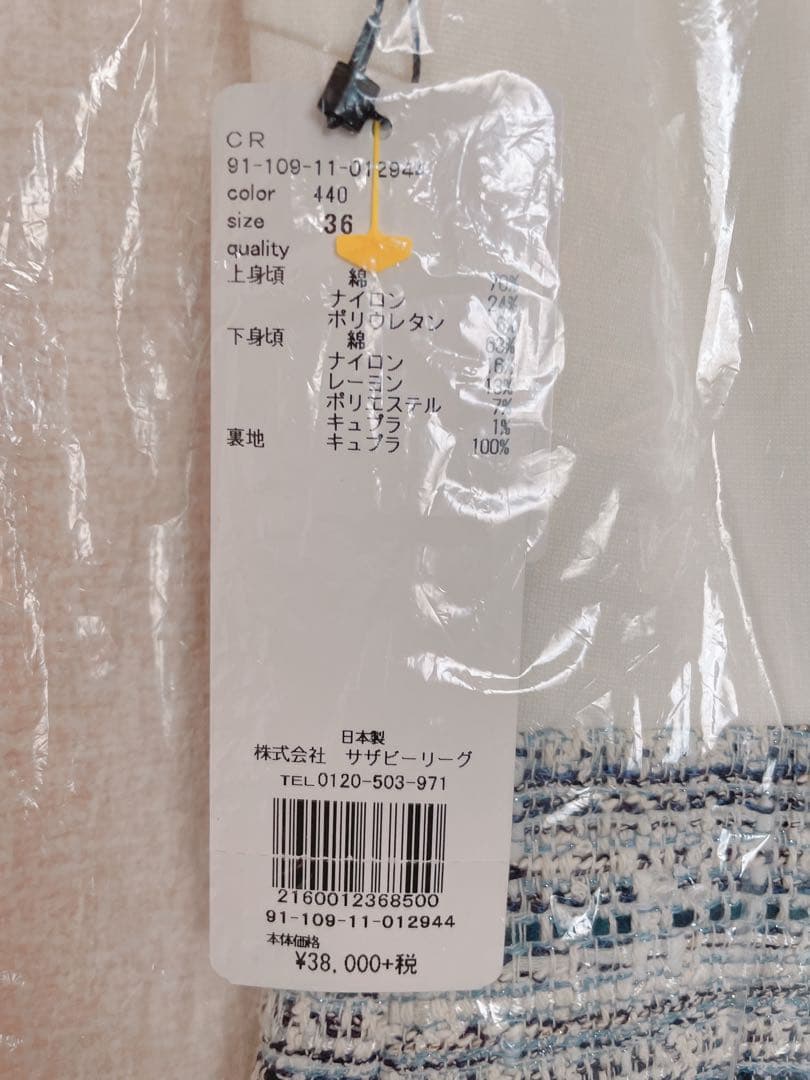 CR
91-109-11-012944
color 440
size 36
quality
上身頃 綿 70%
ナイロン 24%
ポリウレタン 6%
下身頃 綿 63%
ナイロン 16%
レーヨン 13%
ポリエステル 7%
キュプラ 1%
裏地 キュプラ 100%
日本製
株式会社 サザビーリーグ
TEL 0120-503-971
2160012368500
91-109-11-012944
本体価格
¥38,000+税